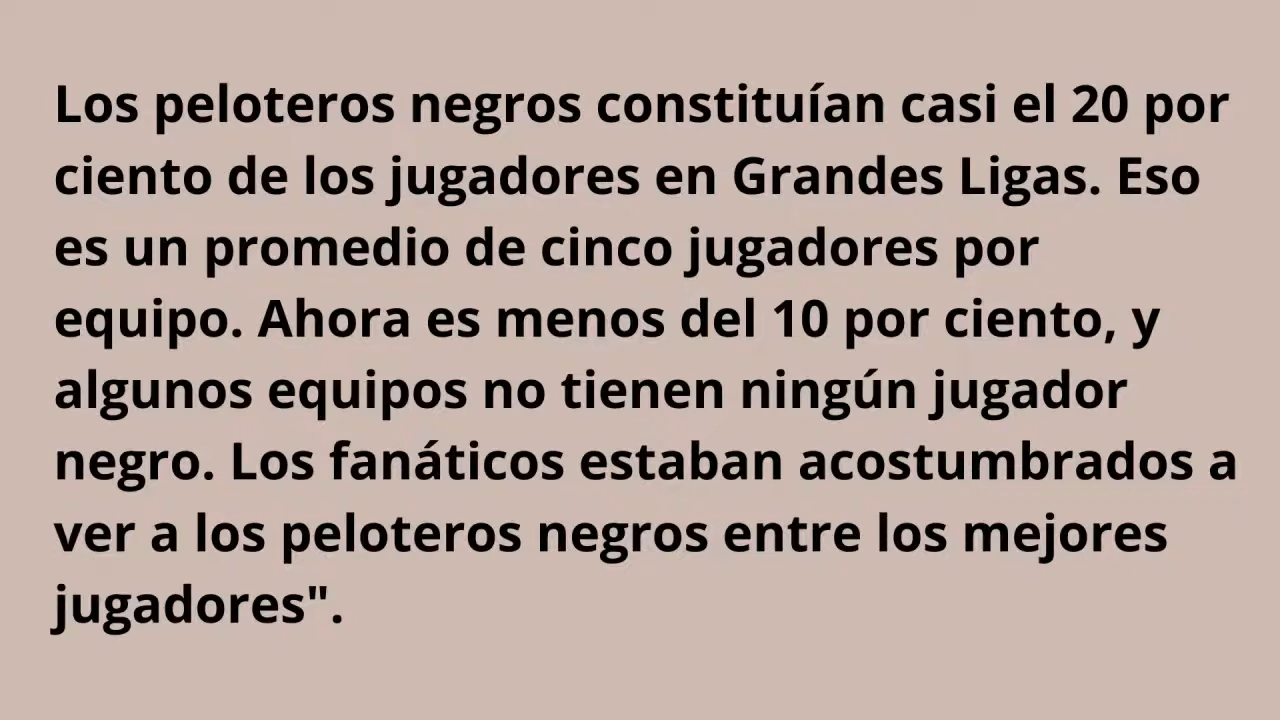 Los peloteros negros constituían casi el 20 por
ciento de los jugadores en Grandes Ligas. Eso
es un promedio de cinco jugadores por
equipo. Ahora es menos del 10 por ciento, y
algunos equipos no tienen ningún jugador
negro. Los fanáticos estaban acostumbrados a
ver a los peloteros negros entre los mejores
jugadores".